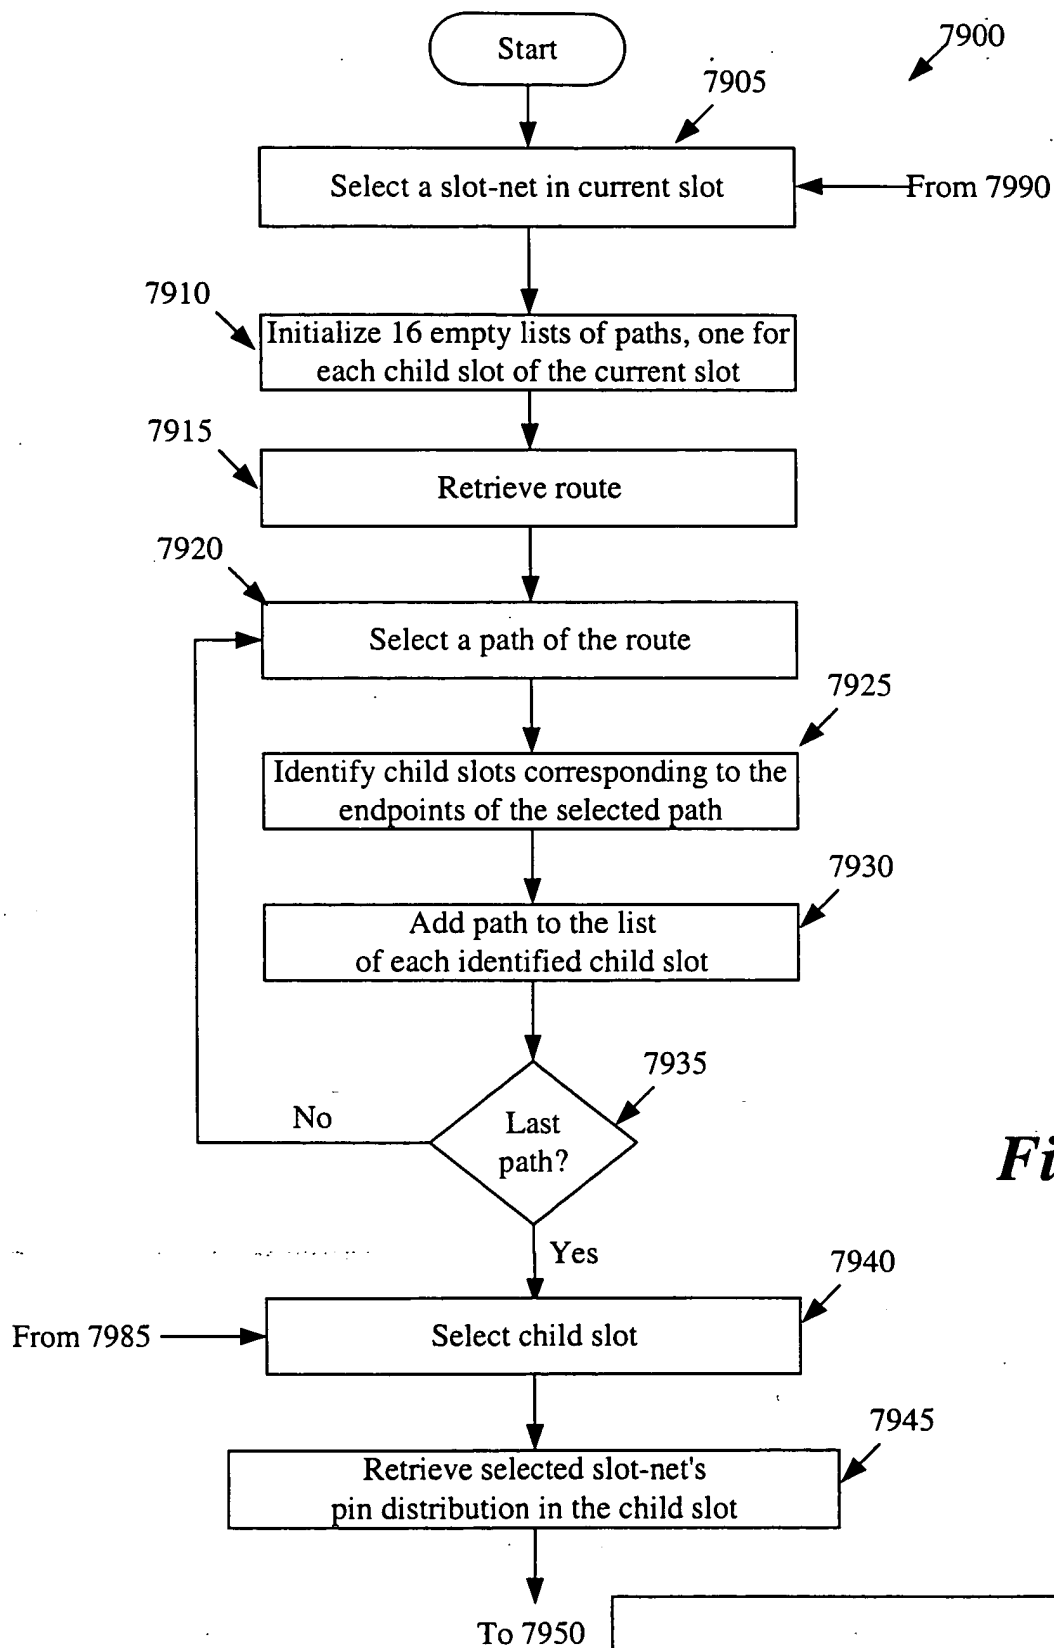 Start
7900
7905
Select a slot-net in current slot
From 7990
7910
Initialize 16 empty lists of paths, one for
each child slot of the current slot
7915
Retrieve route
7920
Select a path of the route
7925
Identify child slots corresponding to the
endpoints of the selected path
7930
Add path to the list
of each identified child slot
7935
Last
path?
No
Fi
Yes
7940
From 7985
Select child slot
7945
Retrieve selected slot-net's
pin distribution in the child slot
To 7950